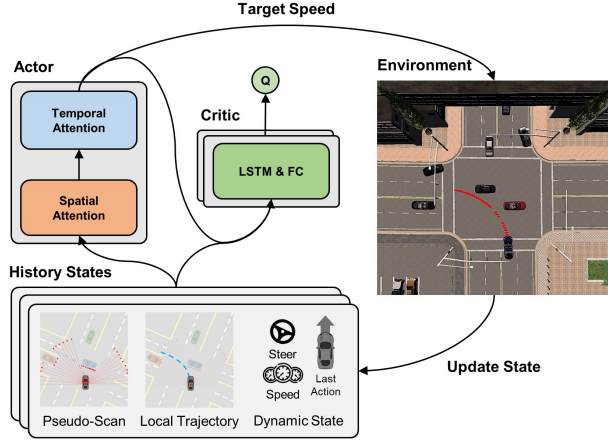 Target Speed
Actor
Temporal
Attention
Spatial
Attention
Q
Critic
LSTM & FC
Environment
History States
Pseudo-Scan
Local Trajectory
Steer
Speed
Last
Action
Dynamic State
Update State